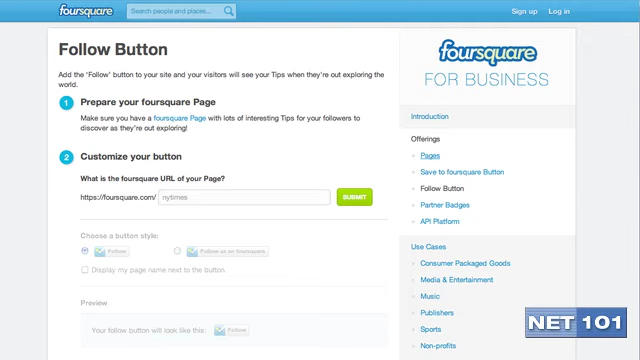 foursquare
Search people and places...
Sign up
Log in
Follow Button
Add the 'Follow' button to your site and your visitors will see your Tips when they're out exploring the
world.
1 Prepare your foursquare Page
Make sure you have a foursquare Page with lots of interesting Tips for your followers to
discover as they're out exploring!
2 Customize your button
What is the foursquare URL of your Page?
https://foursquare.com/ nytimes SUBMIT
Choose a button style:
Follow Follow us on foursquare
Display my page name next to the button.
Preview
Your follow button will look like this: Follow
foursquare
FOR BUSINESS
Introduction
Offerings
Pages
Save to foursquare Button
Follow Button
Partner Badges
API Platform
Use Cases
Consumer Packaged Goods
Media & Entertainment
Music
Publishers
Sports
Non-profits
NET 101